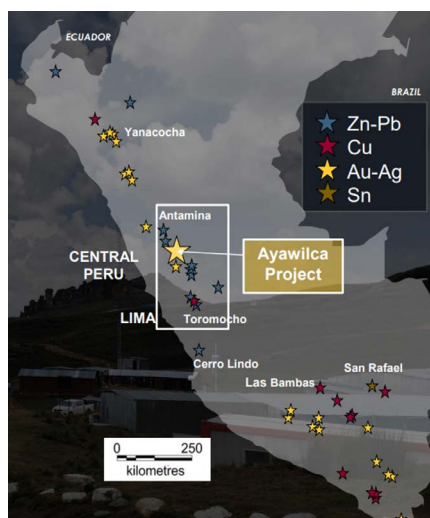 ECUADOR
BRAZIL
Zn-Pb
Cu
Au-Ag
Sn
Yanacocha
Antamina
Ayawilca
Project
CENTRAL
PERU
LIMA
Toromocho
Cerro Lindo
San Rafael
Las Bambas
0 250
kilometres